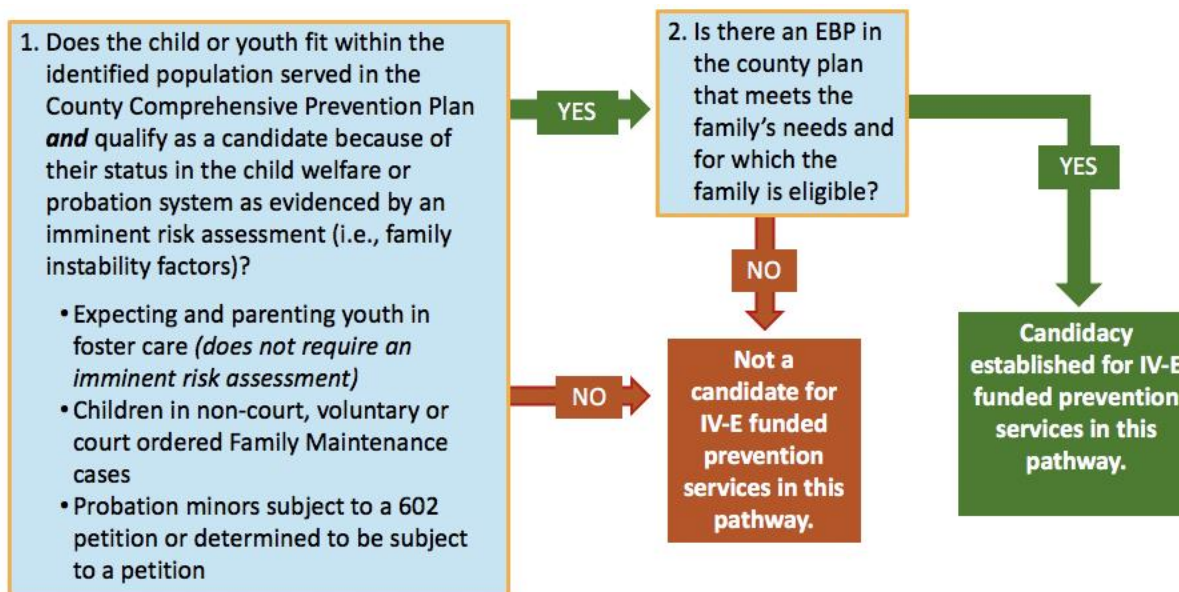 1. Does the child or youth fit within the
identified population served in the
County Comprehensive Prevention Plan
and qualify as a candidate because of
their status in the child welfare or
probation system as evidenced by an
imminent risk assessment (i.e., family
instability factors)?
• Expecting and parenting youth in
foster care (does not require an
imminent risk assessment)
• Children in non-court, voluntary or
court ordered Family Maintenance
cases
• Probation minors subject to a 602
petition or determined to be subject
to a petition
YES
NO
2. Is there an EBP in
the county plan
that meets the
family's needs and
for which the
family is eligible?
NO
YES
Not a
candidate for
IV-E funded
prevention
services in this
pathway.
Candidacy
established for IV-E
funded prevention
services in this
pathway.